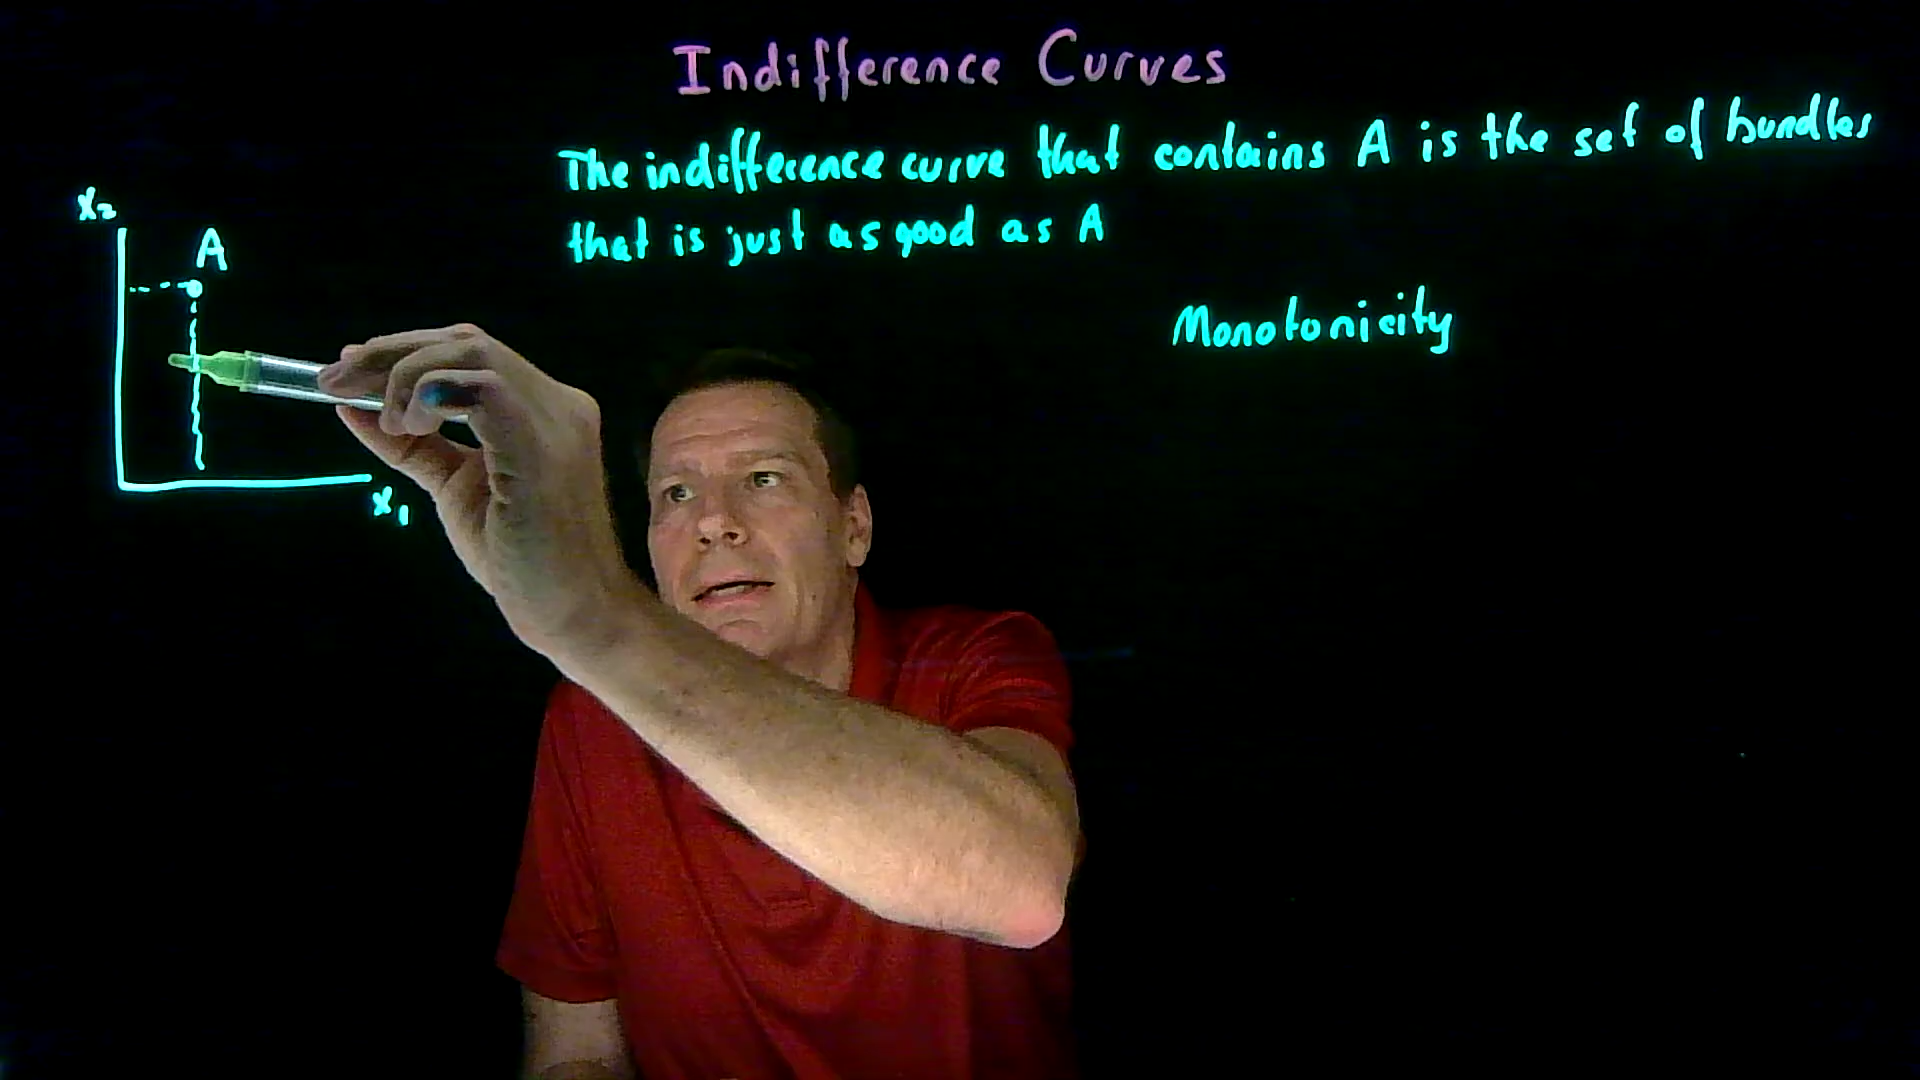 Indifference Curves
The indifference curve that contains A is the set of bundles
that is just as good as A
Monotonicity
x₂
A
x₁